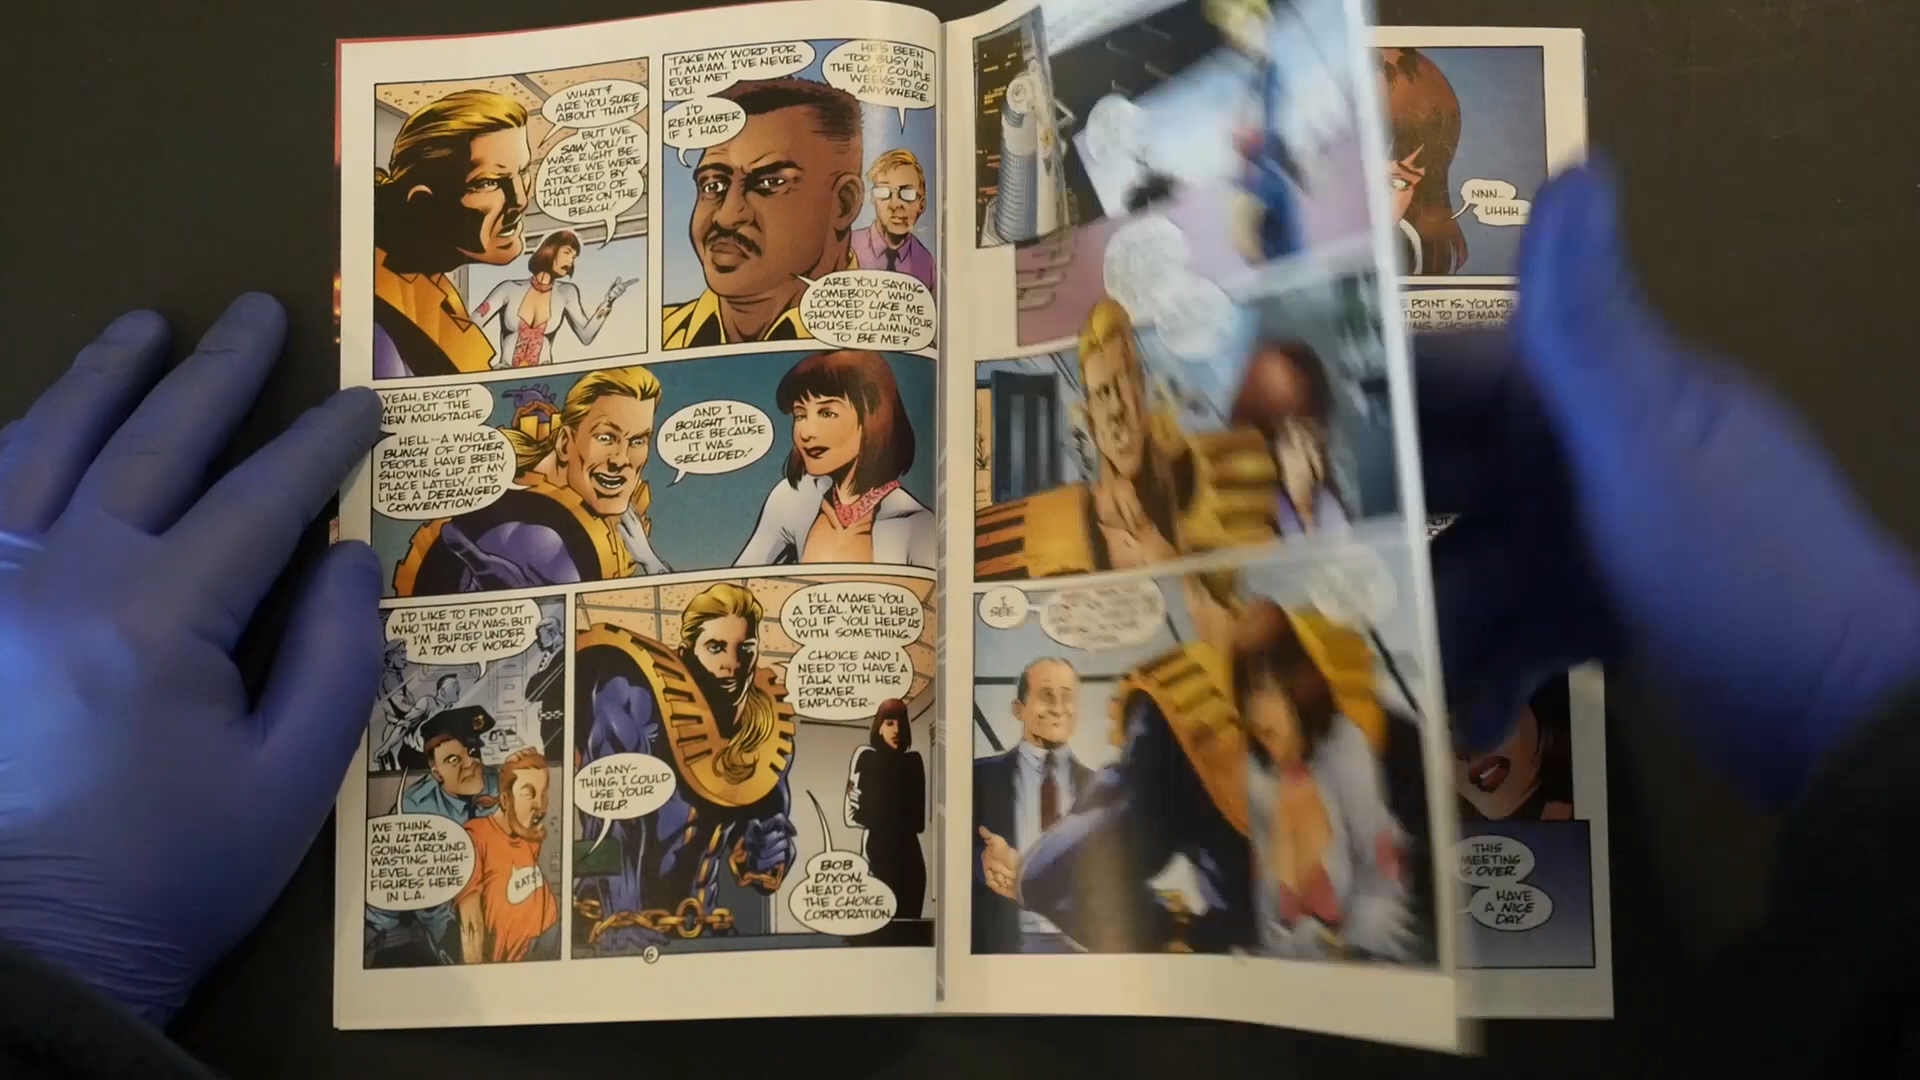 WHAT?
ARE YOU SURE
ABOUT THAT?
BUT WE
SAW YOU! IT
WAS RIGHT BE-
FORE WE WERE
ATTACKED BY
THAT TRIO OF
KILLERS ON THE
BEACH!
TAKE MY WORD FOR
IT, MA'AM. I'VE NEVER
EVEN MET
YOU.
I'D
REMEMBER
IF I HAD.
HE'S BEEN
TOO BUSY IN
THE LAST COUPLE
WEEKS TO GO
ANYWHERE.
ARE YOU SAYING
SOMEBODY WHO
LOOKED LIKE ME
SHOWED UP AT YOUR
HOUSE, CLAIMING
TO BE ME?
YEAH, EXCEPT
WITHOUT THE
NEW MOUSTACHE.
HELL--A WHOLE
BUNCH OF OTHER
PEOPLE HAVE BEEN
SHOWING UP AT MY
PLACE LATELY! IT'S
LIKE A DERANGED
CONVENTION!
AND I
BOUGHT THE
PLACE BECAUSE
IT WAS
SECLUDED!
I'D LIKE TO FIND OUT
WHO THAT GUY WAS, BUT
I'M BURIED UNDER
A TON OF WORK!
WE THINK
AN ULTRA'S
GOING AROUND
WASTING HIGH-
LEVEL CRIME
FIGURES HERE
IN L.A.
I'LL MAKE YOU
A DEAL. WE'LL HELP
YOU IF YOU HELP US
WITH SOMETHING.
CHOICE AND I
NEED TO HAVE A
TALK WITH HER
FORMER
EMPLOYER--
IF ANY-
THING, I COULD
USE YOUR
HELP.
BOB
DIXON,
HEAD OF
THE CHOICE
CORPORATION.
6
I
SEE.
NNN...
UHHH...
POINT IS, YOU'RE
THIS
MEETING
OVER.
HAVE
A NICE
DAY.